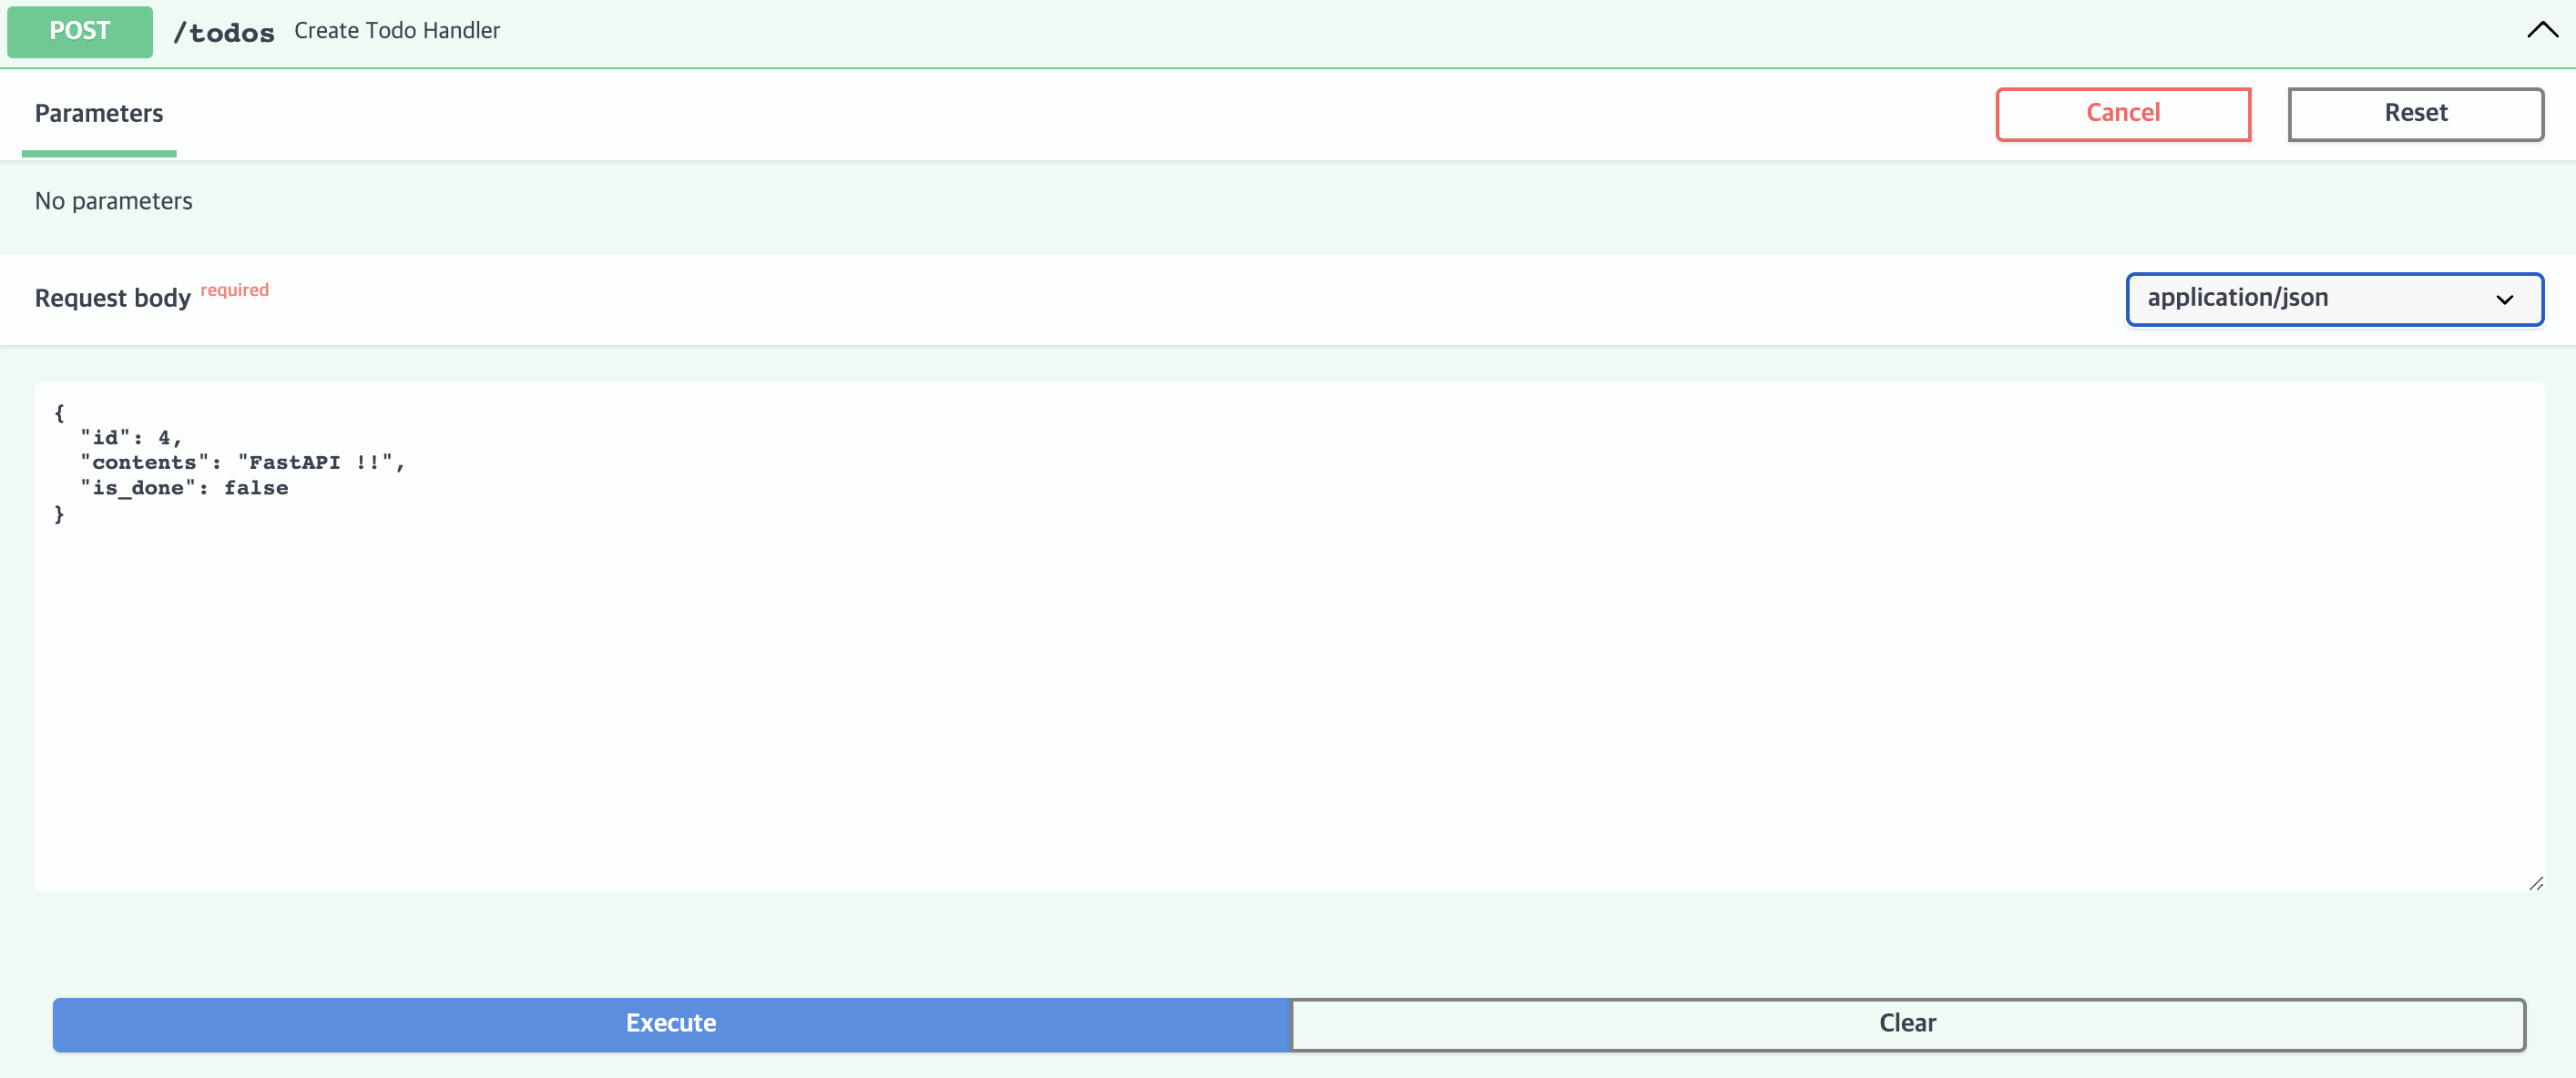 POST /todos Create Todo Handler
Parameters
Cancel
Reset
No parameters
Request body required
application/json
{
  "id": 4,
  "contents": "FastAPI !!",
  "is_done": false
}
Execute
Clear